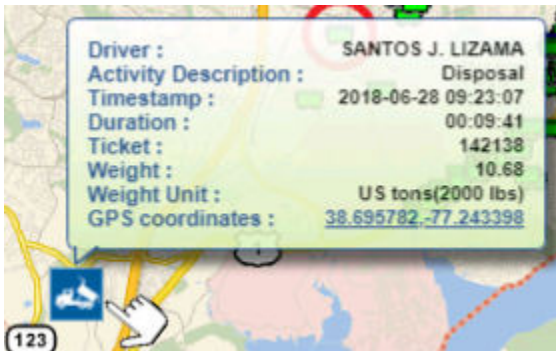 Driver : SANTOS J. LIZAMA
Activity Description : Disposal
Timestamp : 2018-06-28 09:23:07
Duration : 00:09:41
Ticket : 142138
Weight : 10.68
Weight Unit : US tons(2000 lbs)
GPS coordinates : 38.695782,-77.243398
1
123